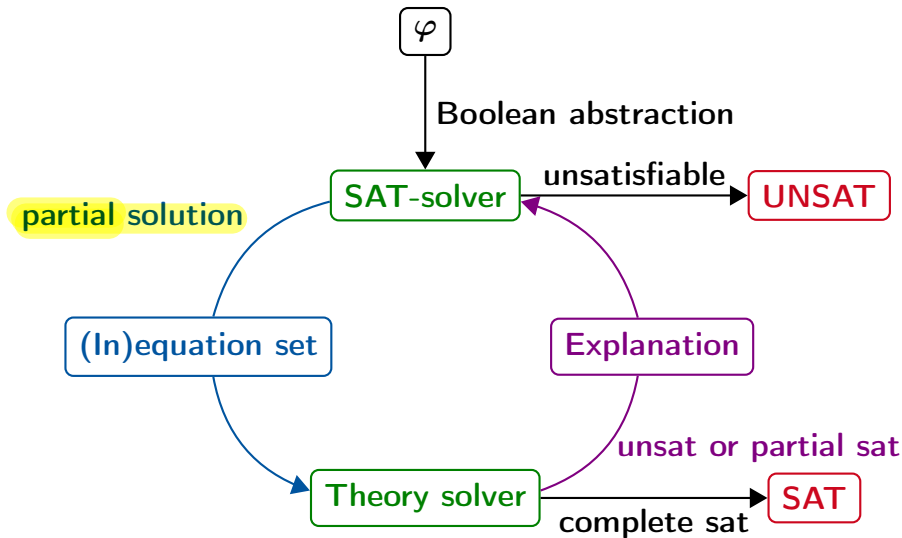 φ
Boolean abstraction
unsatisfiable
SAT-solver
UNSAT
partial solution
(In)equation set
Explanation
unsat or partial sat
Theory solver
SAT
complete sat